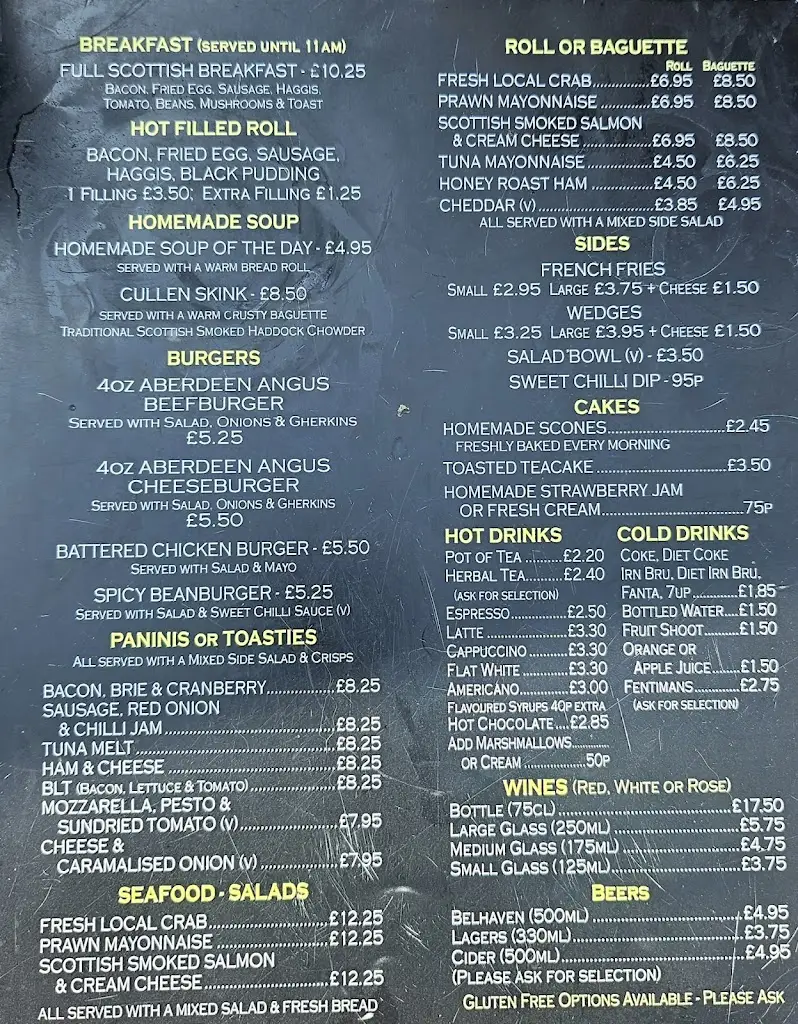 BREAKFAST (SERVED UNTIL 11AM)
FULL SCOTTISH BREAKFAST - £10.25
BACON, FRIED EGG, SAUSAGE, HAGGIS,
TOMATO, BEANS, MUSHROOMS & TOAST
HOT FILLED ROLL
BACON, FRIED EGG, SAUSAGE,
HAGGIS, BLACK PUDDING
1 FILLING £3.50; EXTRA FILLING £1.25
HOMEMADE SOUP
HOMEMADE SOUP OF THE DAY - £4.95
SERVED WITH A WARM BREAD ROLL
CULLEN SKINK - £8.50
SERVED WITH A WARM CRUSTY BAGUETTE
TRADITIONAL SCOTTISH SMOKED HADDOCK CHOWDER
BURGERS
4OZ ABERDEEN ANGUS
BEEFBURGER
SERVED WITH SALAD, ONIONS & GHERKINS
£5.25
4OZ ABERDEEN ANGUS
CHEESEBURGER
SERVED WITH SALAD, ONIONS & GHERKINS
£5.50
BATTERED CHICKEN BURGER - £5.50
SERVED WITH SALAD & MAYO
SPICY BEANBURGER - £5.25
SERVED WITH SALAD & SWEET CHILLI SAUCE (V)
PANINIS OR TOASTIES
ALL SERVED WITH A MIXED SIDE SALAD & CRISPS
BACON, BRIE & CRANBERRY................£8.25
SAUSAGE, RED ONION
& CHILLI JAM................£8.25
TUNA MELT................£8.25
HAM & CHEESE................£8.25
BLT (BACON, LETTUCE & TOMATO)................£8.25
MOZZARELLA, PESTO &
SUNDRIED TOMATO (V)................£7.95
CHEESE &
CARAMALISED ONION (V)................£7.95
SEAFOOD - SALADS
FRESH LOCAL CRAB................£12.25
PRAWN MAYONNAISE................£12.25
SCOTTISH SMOKED SALMON
& CREAM CHEESE................£12.25
ALL SERVED WITH A MIXED SALAD & FRESH BREAD
ROLL OR BAGUETTE
ROLL BAGUETTE
FRESH LOCAL CRAB..............£6.95 £8.50
PRAWN MAYONNAISE..............£6.95 £8.50
SCOTTISH SMOKED SALMON
& CREAM CHEESE..............£6.95 £8.50
TUNA MAYONNAISE..............£4.50 £6.25
HONEY ROAST HAM..............£4.50 £6.25
CHEDDAR (V)..............£3.85 £4.95
ALL SERVED WITH A MIXED SIDE SALAD
SIDES
FRENCH FRIES
SMALL £2.95 LARGE £3.75 + CHEESE £1.50
WEDGES
SMALL £3.25 LARGE £3.95 + CHEESE £1.50
SALAD BOWL (V) - £3.50
SWEET CHILLI DIP - 95P
CAKES
HOMEMADE SCONES................£2.45
FRESHLY BAKED EVERY MORNING
TOASTED TEACAKE................£3.50
HOMEMADE STRAWBERRY JAM
OR FRESH CREAM................75P
HOT DRINKS
POT OF TEA..........£2.20
HERBAL TEA.........£2.40
(ASK FOR SELECTION)
ESPRESSO..............£2.50
LATTE..............£3.30
CAPPUCCINO..........£3.30
FLAT WHITE...........£3.30
AMERICANO............£3.00
FLAVOURED SYRUPS 40P EXTRA
HOT CHOCOLATE....£2.85
ADD MARSHMALLOWS............
OR CREAM................50P
COLD DRINKS
COKE, DIET COKE
IRN BRU, DIET IRN BRU,
FANTA, 7UP............£1.85
BOTTLED WATER....£1.50
FRUIT SHOOT.........£1.50
ORANGE OR
APPLE JUICE.......£1.50
FENTIMANS...........£2.75
(ASK FOR SELECTION)
WINES (RED, WHITE OR ROSE)
BOTTLE (75CL)................£17.50
LARGE GLASS (250ML)................£5.75
MEDIUM GLASS (175ML)................£4.75
SMALL GLASS (125ML)................£3.75
BEERS
BELHAVEN (500ML)................£4.95
LAGERS (330ML)................£3.75
CIDER (500ML)................£4.95
(PLEASE ASK FOR SELECTION)
GLUTEN FREE OPTIONS AVAILABLE - PLEASE ASK